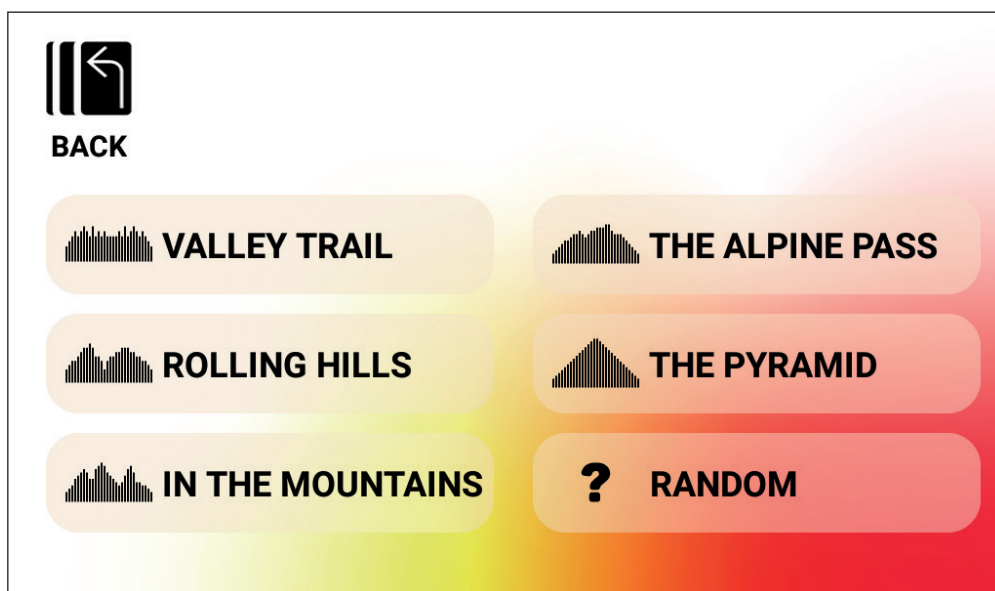 BACK
VALLEY TRAIL
THE ALPINE PASS
ROLLING HILLS
THE PYRAMID
IN THE MOUNTAINS
? RANDOM